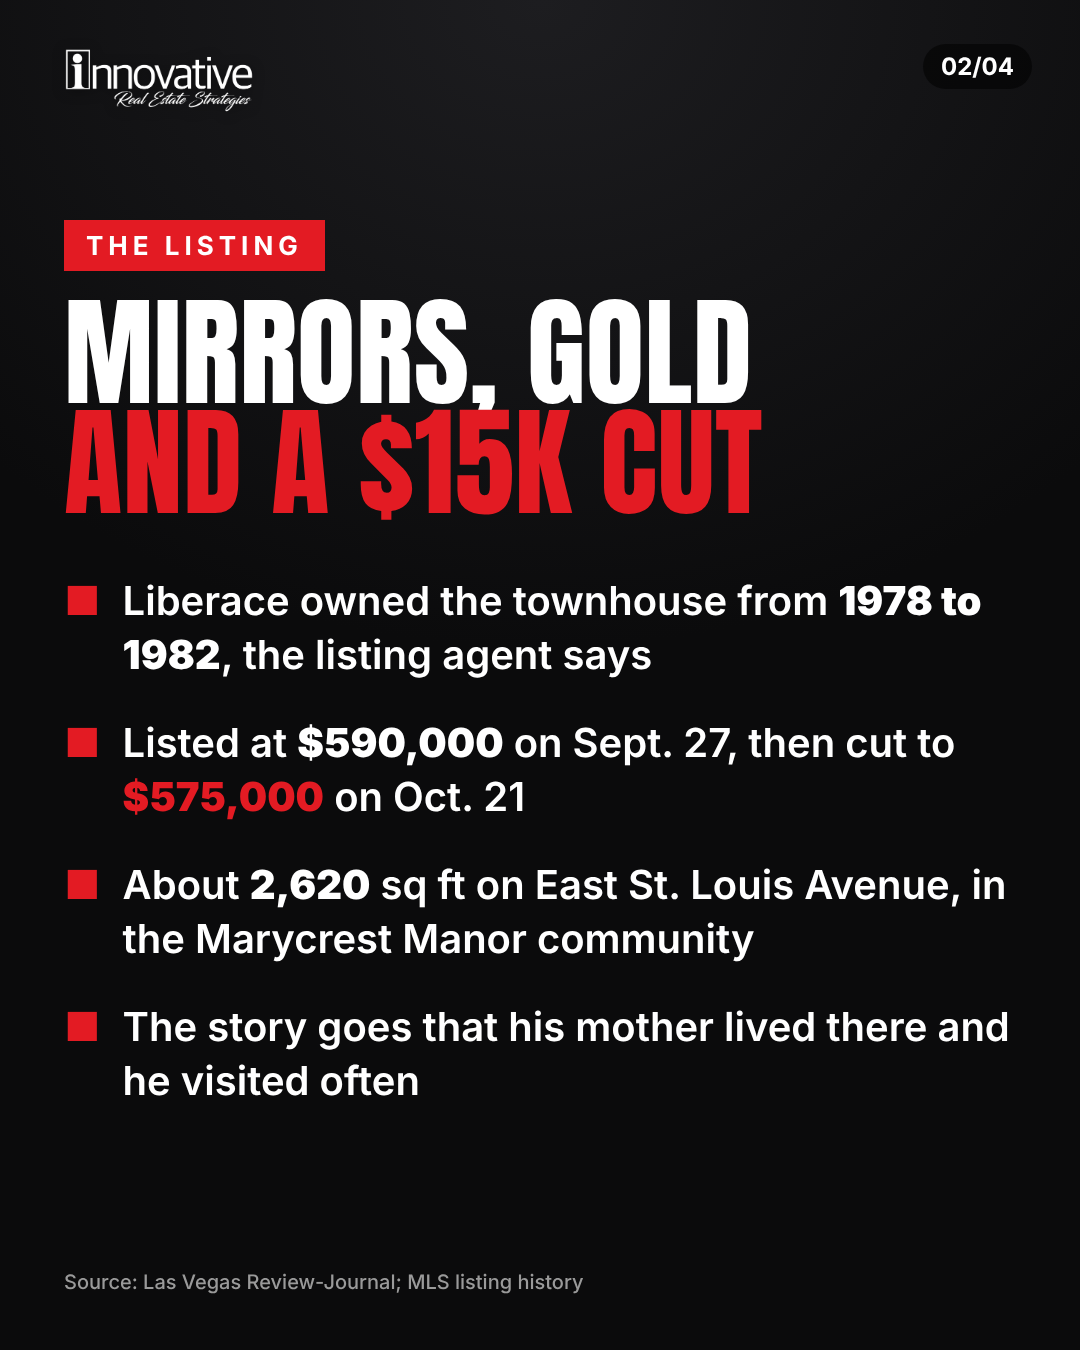 innovative
Real Estate Strategies
02/04
THE LISTING
MIRRORS, GOLD
AND A $15K CUT
Liberace owned the townhouse from 1978 to
1982, the listing agent says
Listed at $590,000 on Sept. 27, then cut to
$575,000 on Oct. 21
About 2,620 sq ft on East St. Louis Avenue, in
the Marycrest Manor community
The story goes that his mother lived there and
he visited often
Source: Las Vegas Review-Journal; MLS listing history